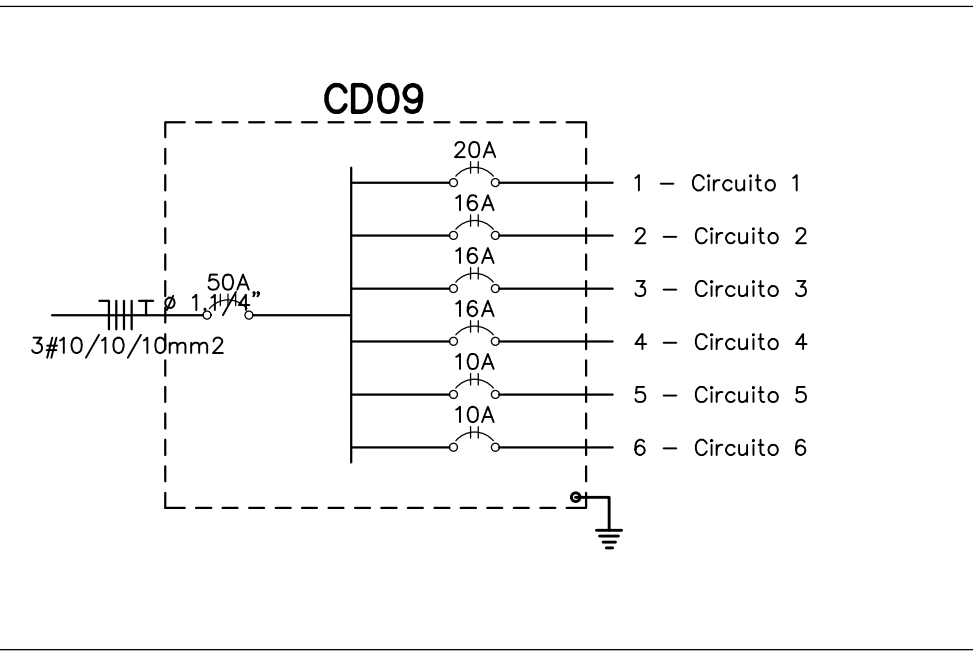 CD09
20A
1 – Circuito 1
16A
2 – Circuito 2
16A
3 – Circuito 3
50A
ø 1.1/4"
3#10/10/10mm2
16A
4 – Circuito 4
10A
5 – Circuito 5
10A
6 – Circuito 6